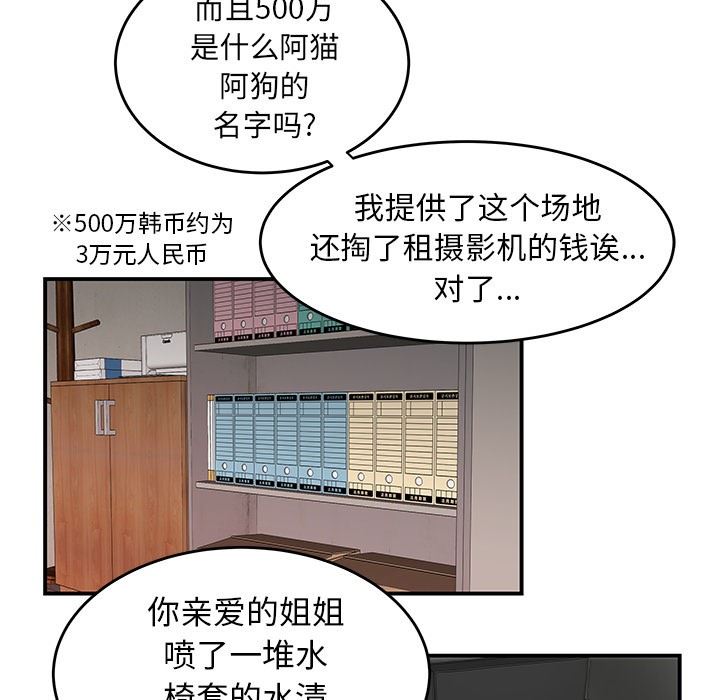 而且500万
是什么阿猫
阿狗的
名字吗?
※500万韩币约为
3万元人民币
我提供了这个场地
还掏了租摄影机的钱诶...
对了...
你亲爱的姐姐
喷了一堆水
椅套的水渍